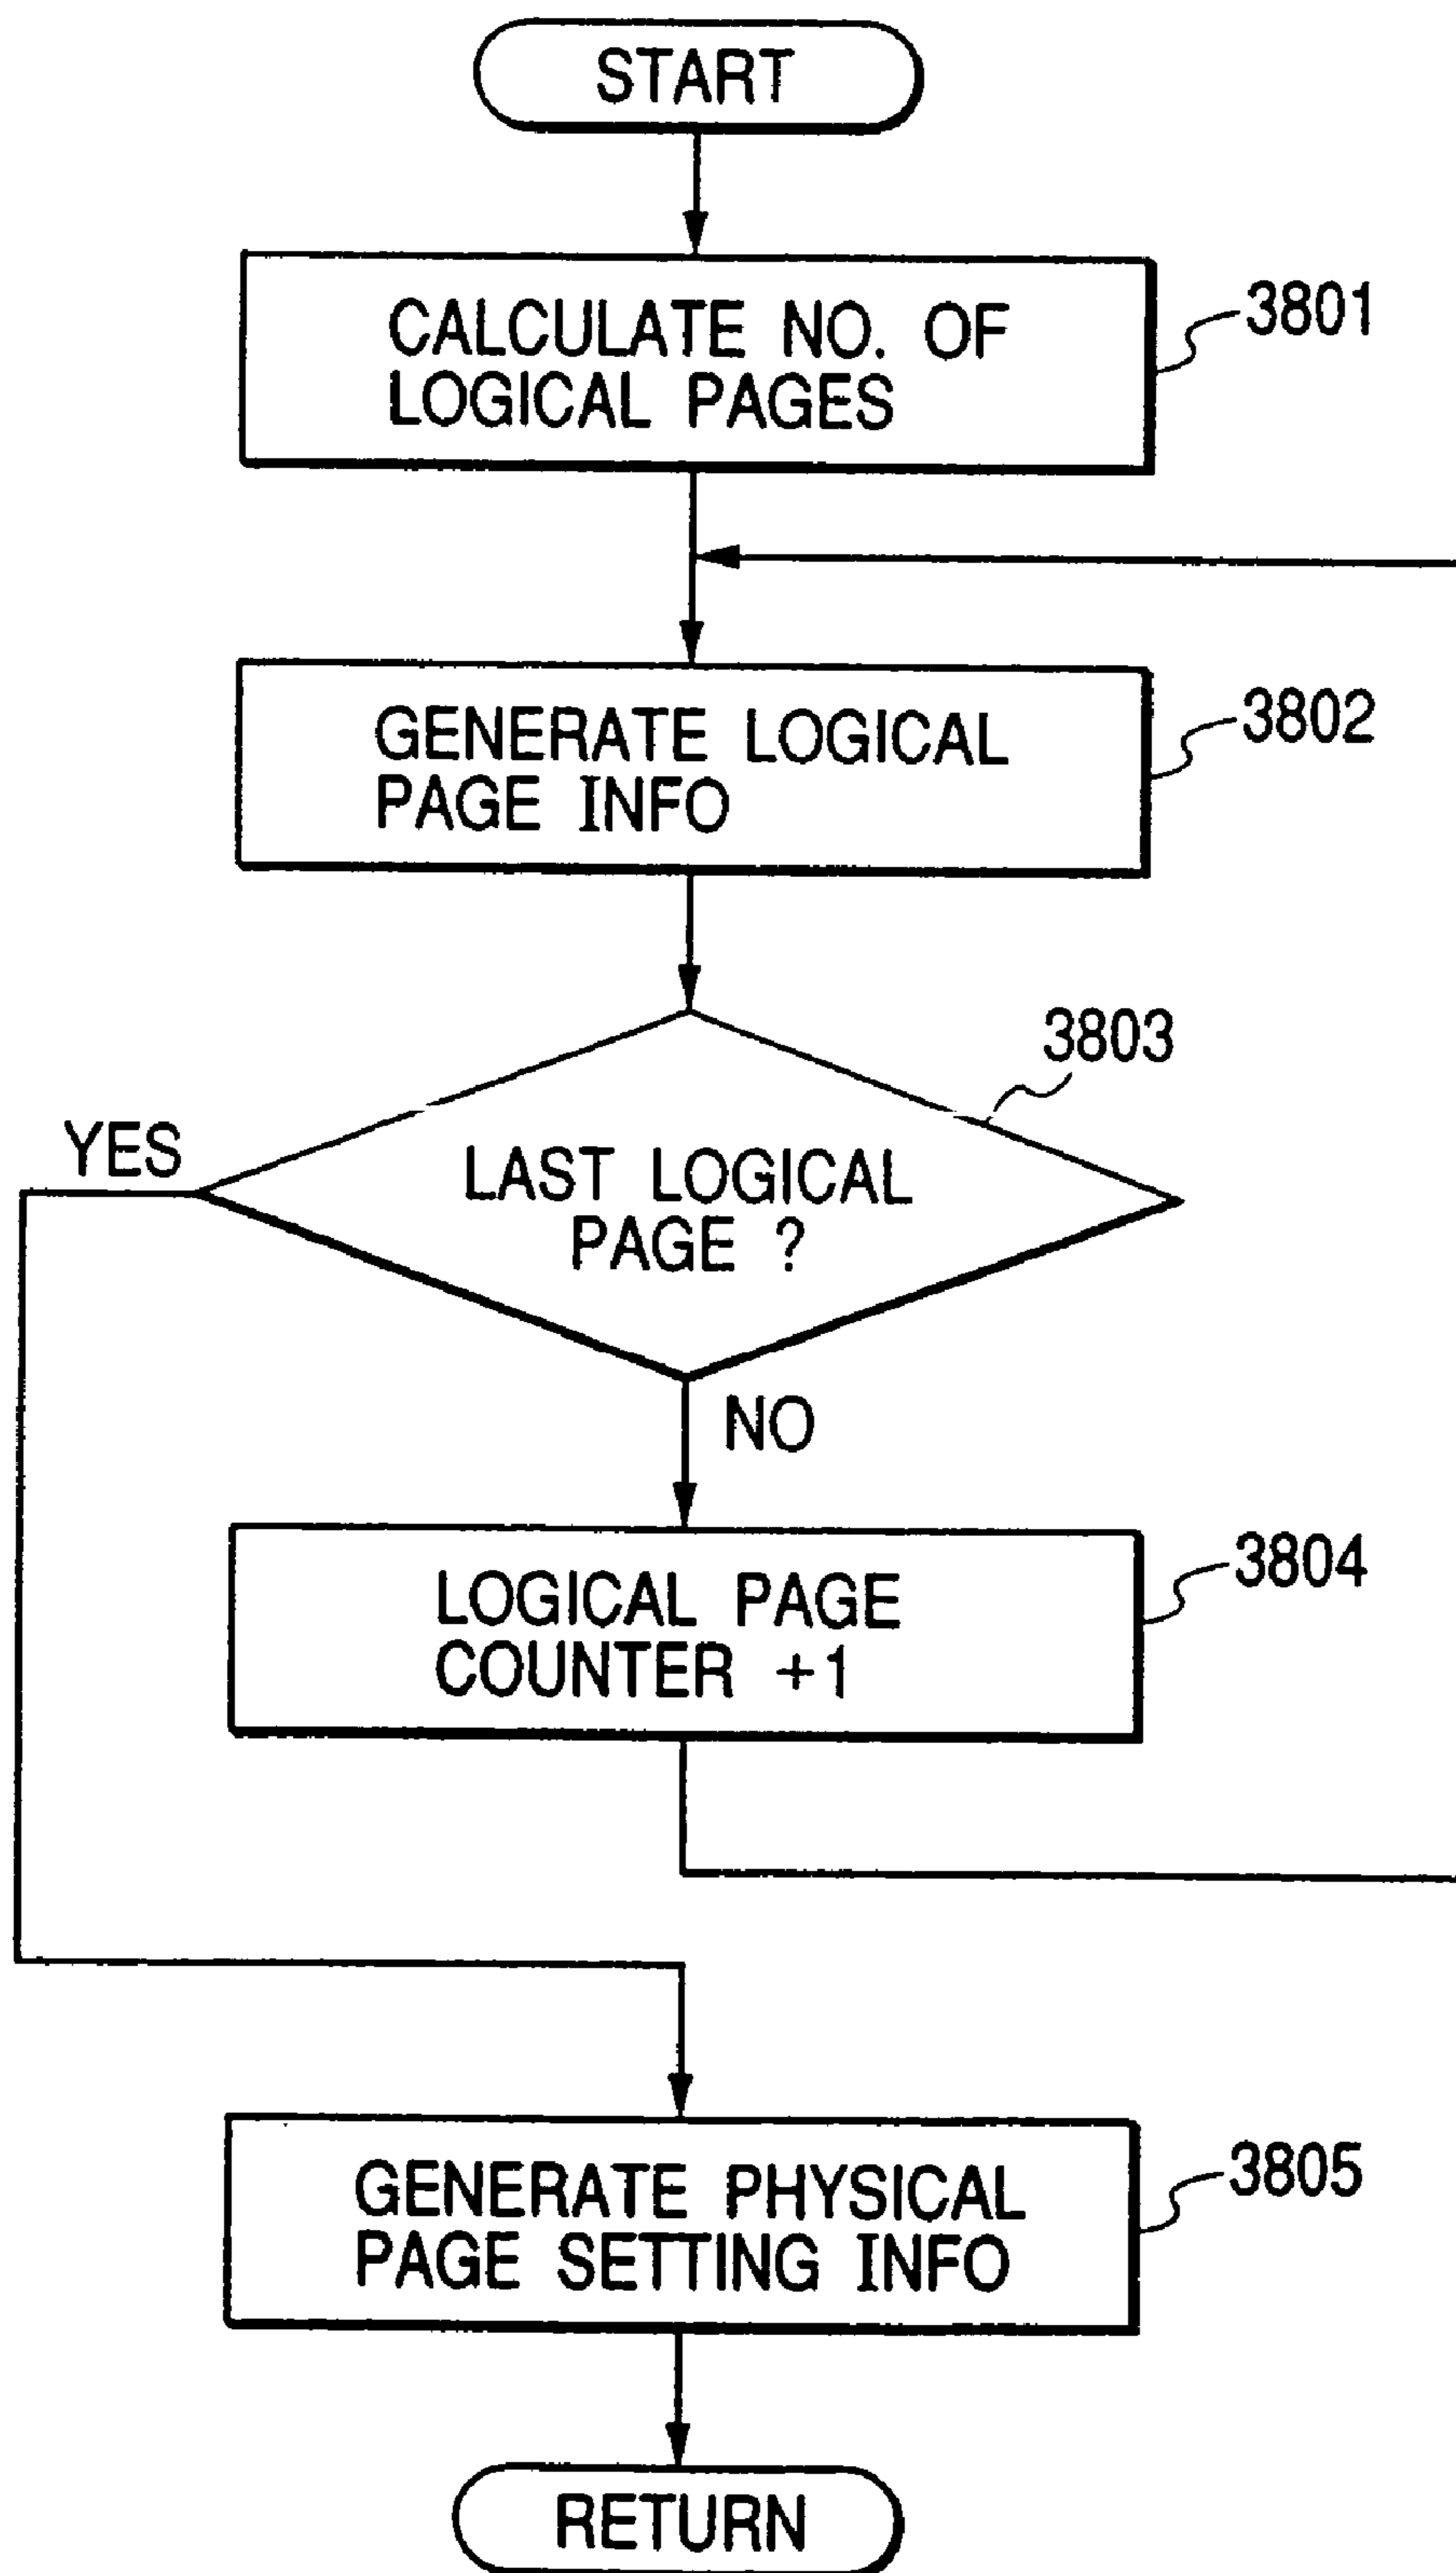 START
CALCULATE NO. OF
LOGICAL PAGES
3801
GENERATE LOGICAL
PAGE INFO
3802
3803
YES
LAST LOGICAL
PAGE ?
NO
LOGICAL PAGE
COUNTER +1
3804
GENERATE PHYSICAL
PAGE SETTING INFO
3805
RETURN